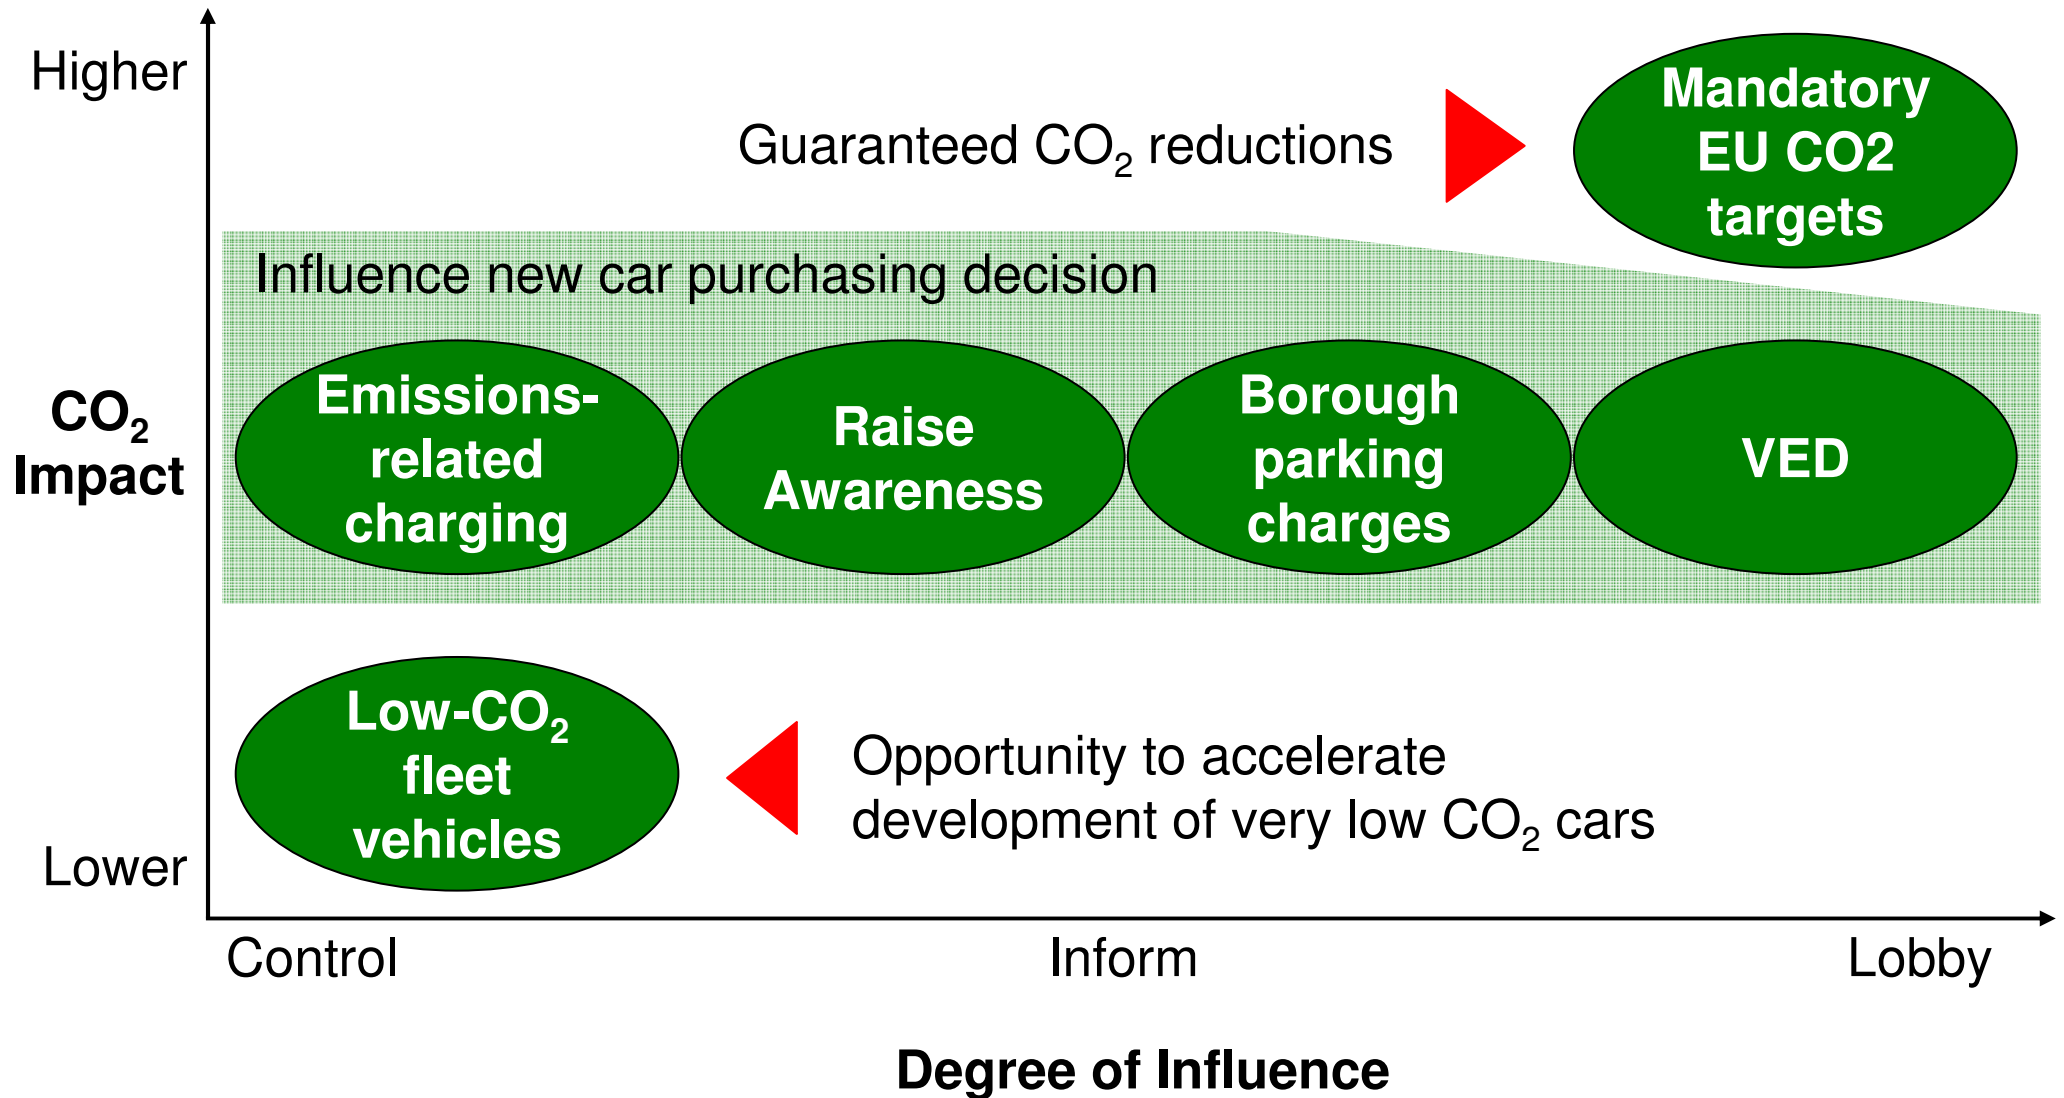 Higher
Guaranteed CO₂ reductions
Mandatory
EU CO2
targets
Influence new car purchasing decision
CO₂
Impact
Emissions-
related
charging
Raise
Awareness
Borough
parking
charges
VED
Low-CO₂
fleet
vehicles
Opportunity to accelerate
development of very low CO₂ cars
Lower
Control
Inform
Lobby
Degree of Influence